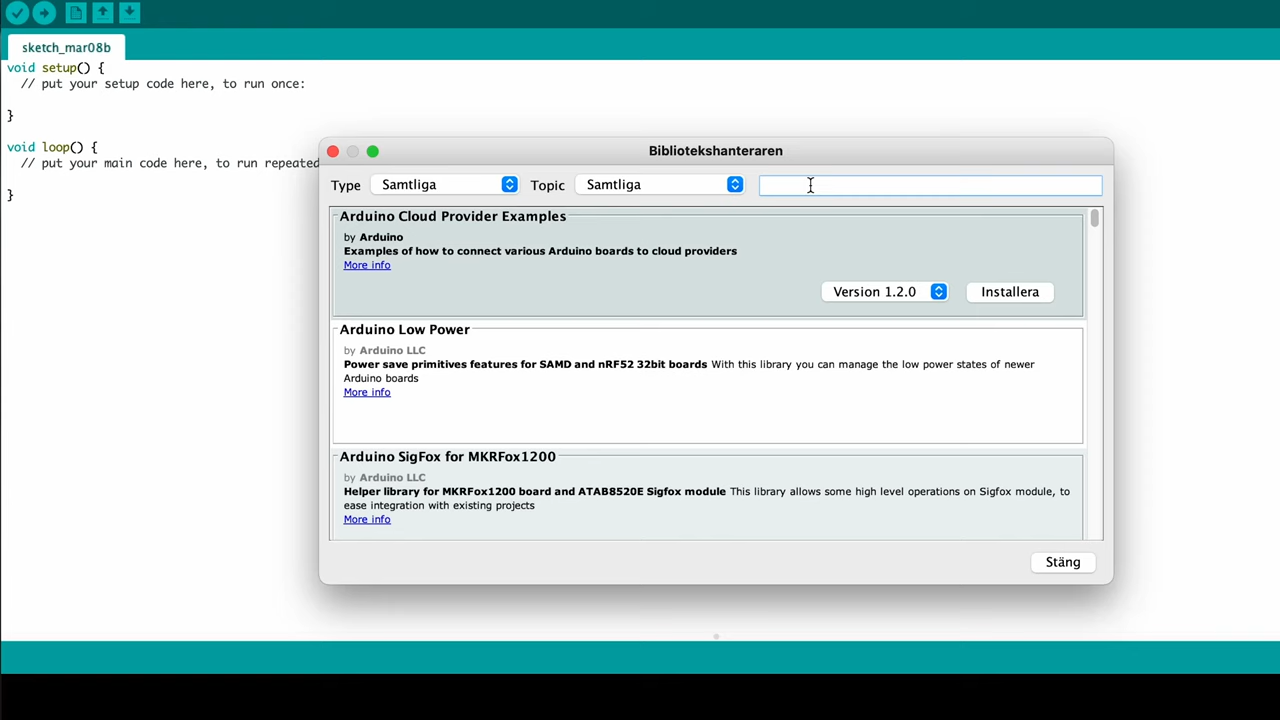 sketch_mar08b
void setup() {
// put your setup code here, to run once:
}
void loop() {
// put your main code here, to run repeated
}
Bibliotekshanteraren
Type Samtliga Topic Samtliga
Arduino Cloud Provider Examples
by Arduino
Examples of how to connect various Arduino boards to cloud providers
More info
Version 1.2.0 Installera
Arduino Low Power
by Arduino LLC
Power save primitives features for SAMD and nRF52 32bit boards With this library you can manage the low power states of newer
Arduino boards
More info
Arduino SigFox for MKRFox1200
by Arduino LLC
Helper library for MKRFox1200 board and ATAB8520E Sigfox module This library allows some high level operations on Sigfox module, to
ease integration with existing projects
More info
Stäng